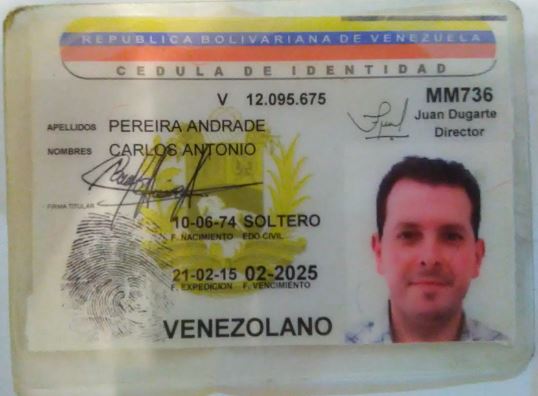 REPUBLICA BOLIVARIANA DE VENEZUELA
CEDULA DE IDENTIDAD
V 12.095.675
MM736
Juan Dugarte
Director
APELLIDOS PEREIRA ANDRADE
NOMBRES CARLOS ANTONIO
FIRMA TITULAR
10-06-74 SOLTERO
F. NACIMIENTO EDO.CIVIL
21-02-15 02-2025
F. EXPEDICION F. VENCIMIENTO
VENEZOLANO